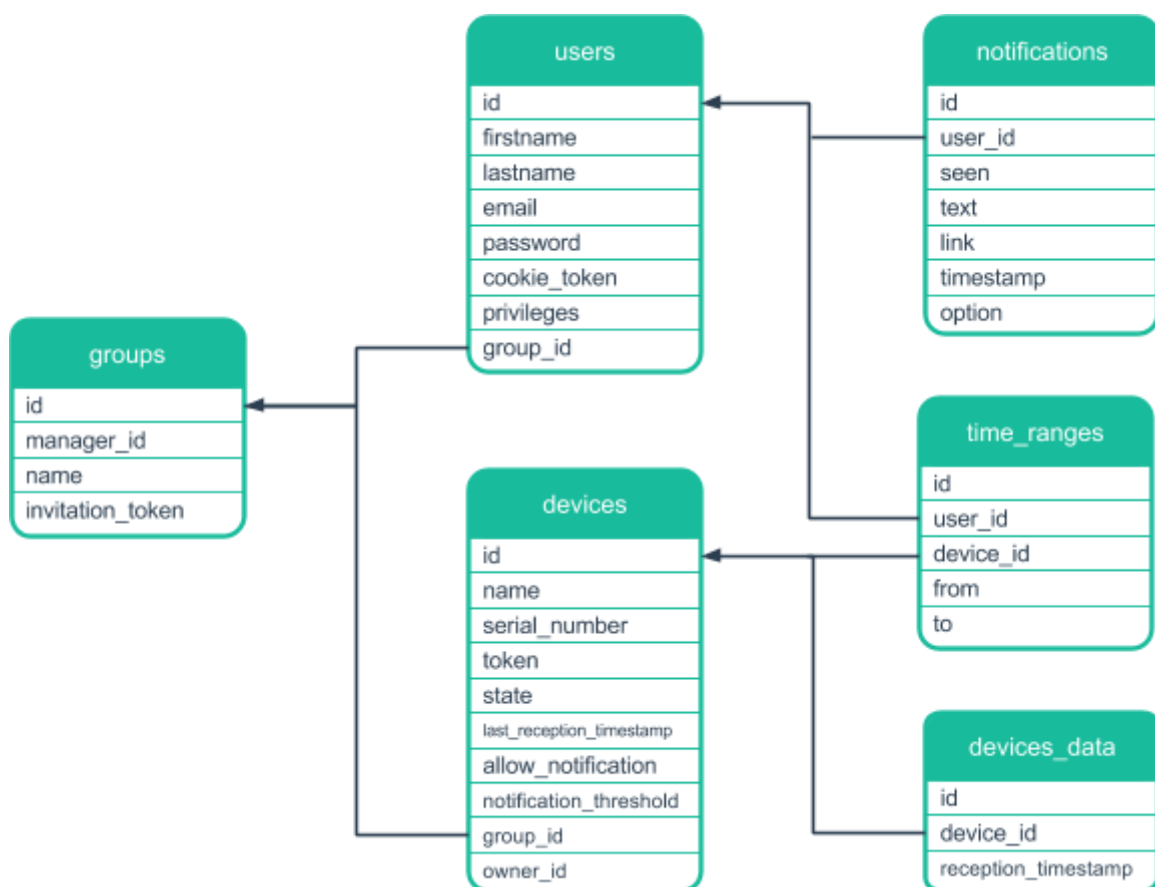 users
id
firstname
lastname
email
password
cookie_token
privileges
group_id
notifications
id
user_id
seen
text
link
timestamp
option
groups
id
manager_id
name
invitation_token
devices
id
name
serial_number
token
state
last_reception_timestamp
allow_notification
notification_threshold
group_id
owner_id
time_ranges
id
user_id
device_id
from
to
devices_data
id
device_id
reception_timestamp